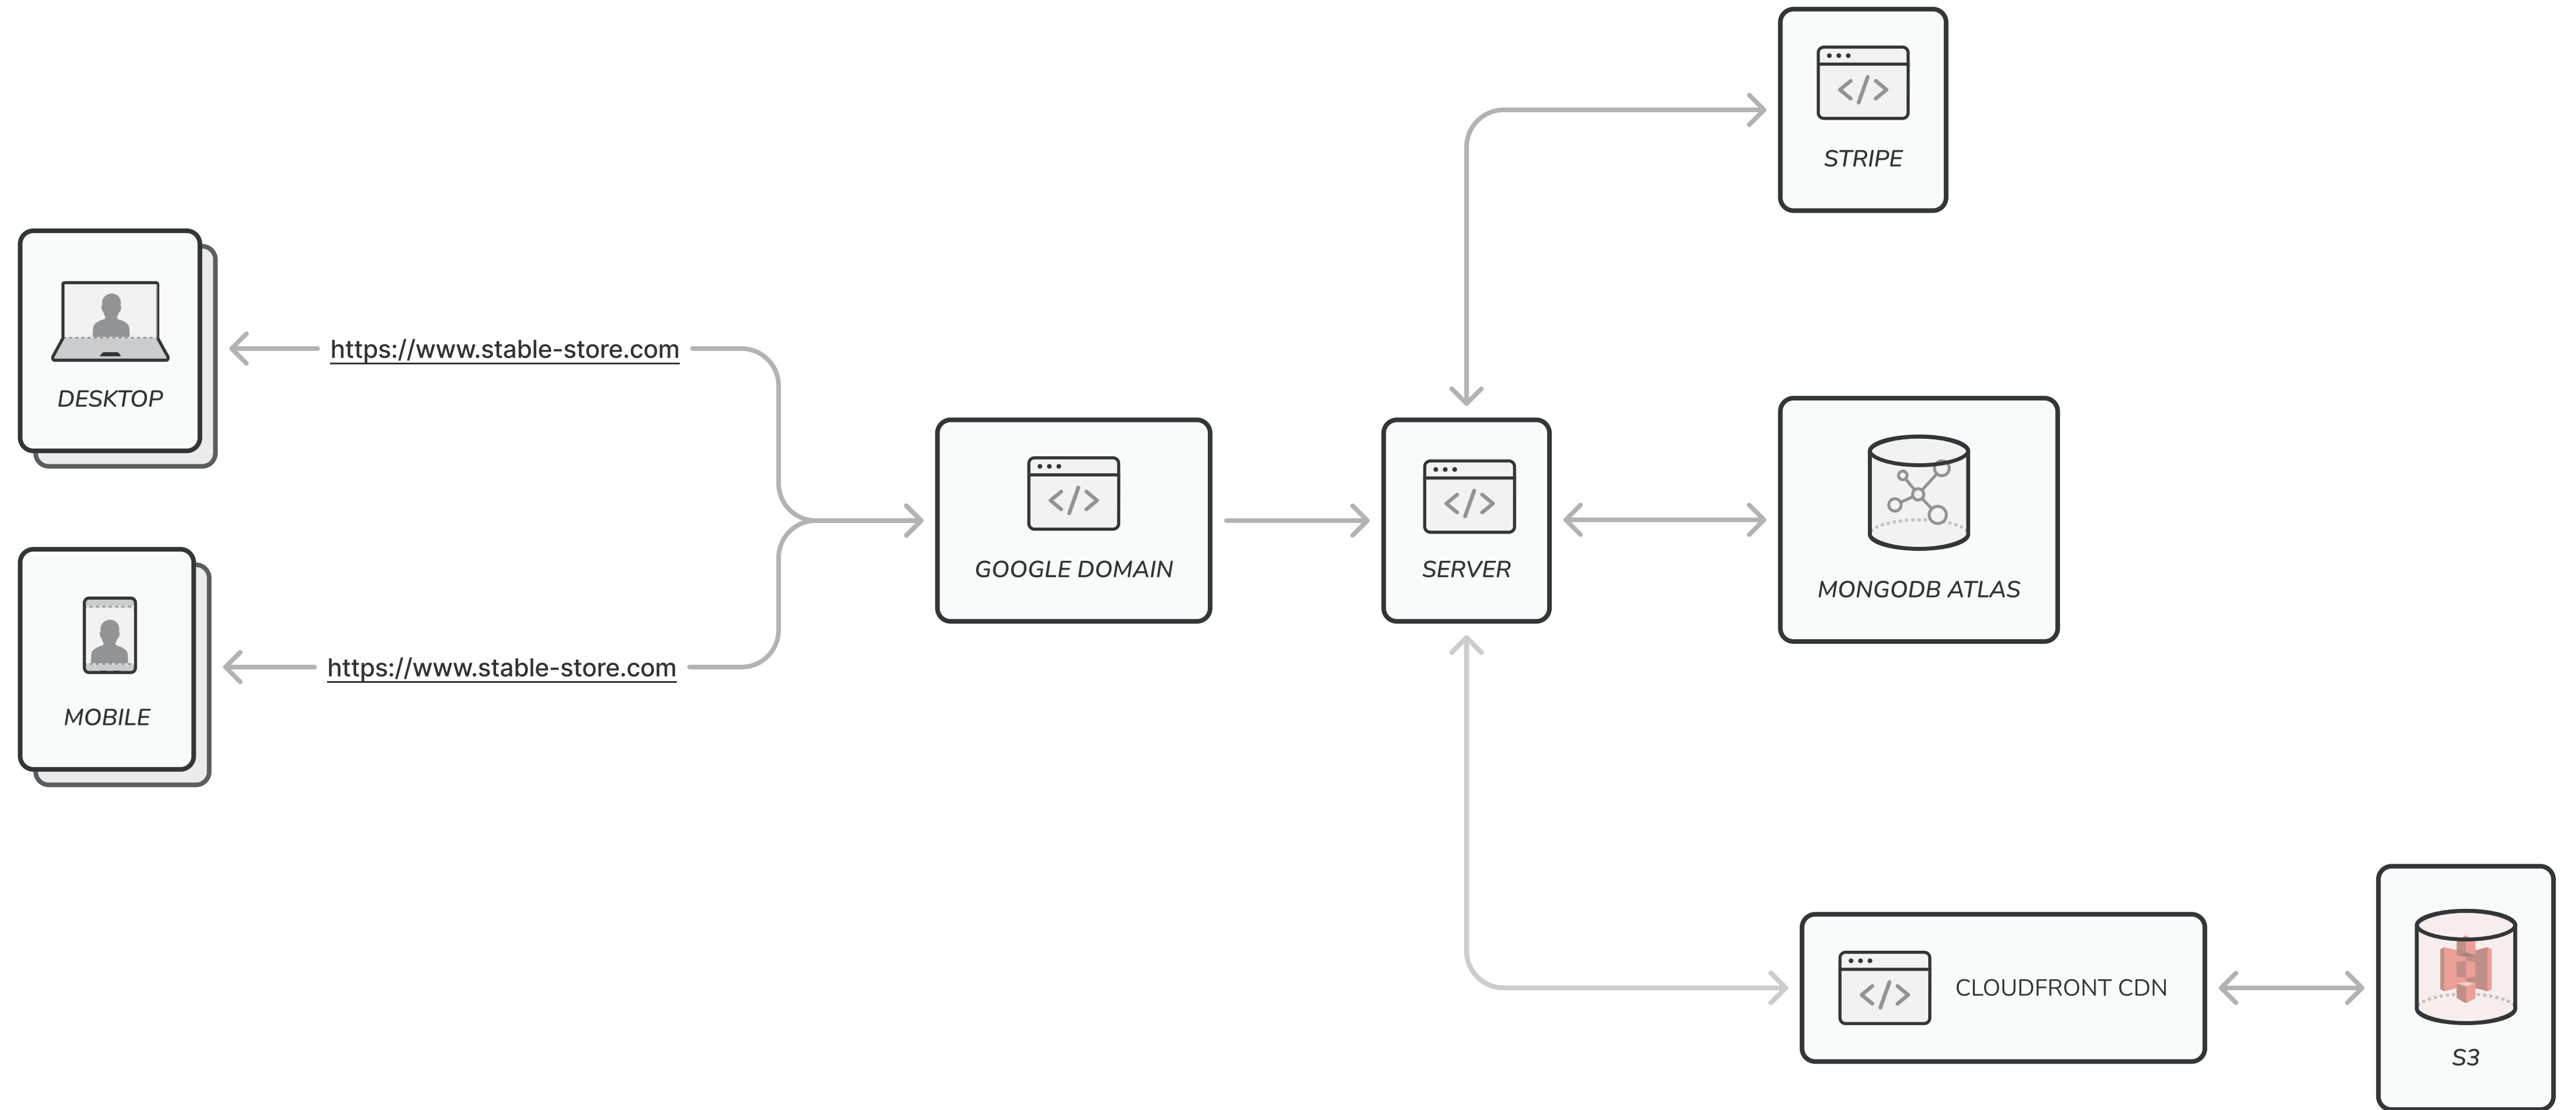 STRIPE
DESKTOP
https://www.stable-store.com
GOOGLE DOMAIN
SERVER
MONGODB ATLAS
MOBILE
https://www.stable-store.com
CLOUDFRONT CDN
S3